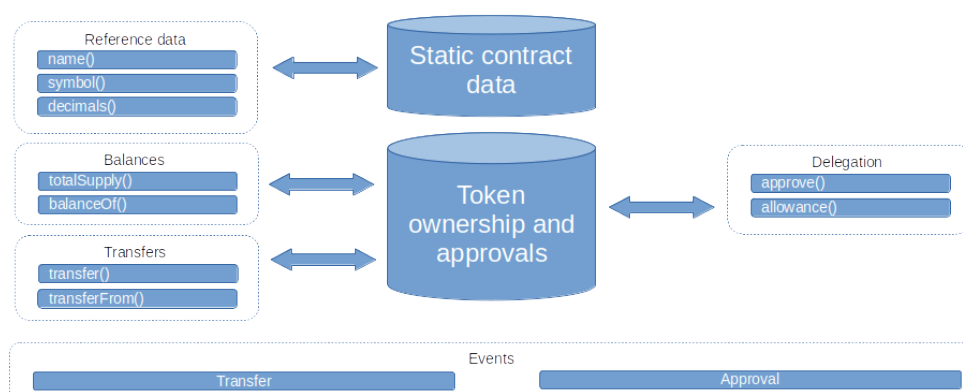 Reference data
name()
symbol()
decimals()
Static contract
data
Balances
totalSupply()
balanceOf()
Token
ownership and
approvals
Delegation
approve()
allowance()
Transfers
transfer()
transferFrom()
Events
Transfer
Approval